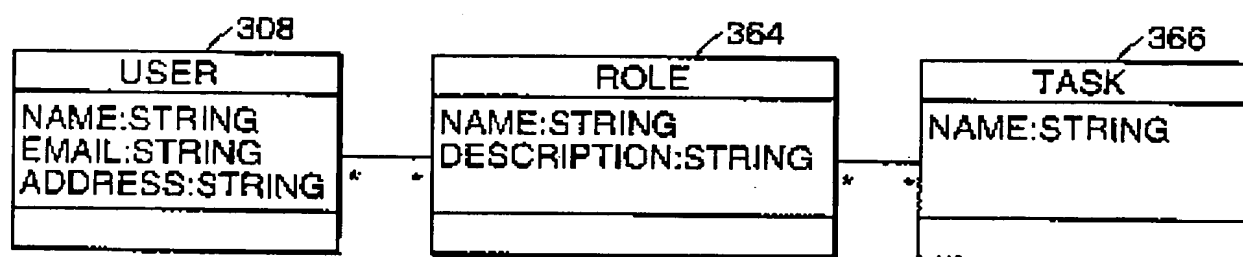 308
364
366
USER
ROLE
TASK
NAME:STRING
EMAIL:STRING
ADDRESS:STRING
NAME:STRING
DESCRIPTION:STRING
NAME:STRING
* *
* *